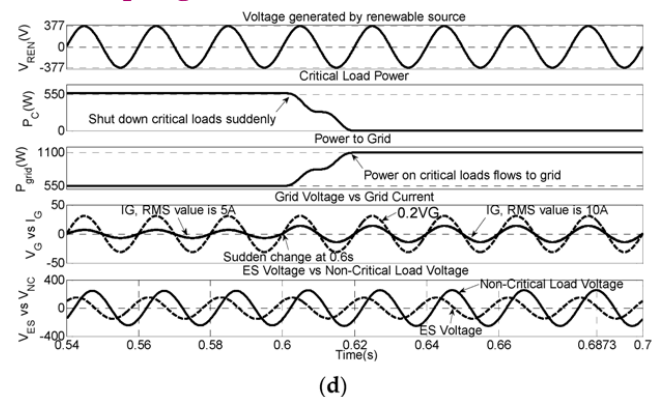 Voltage generated by renewable source
377
0
-377
V_REN(V)
Critical Load Power
550
0
P_C(W)
Shut down critical loads suddenly
Power to Grid
1100
550
P_grid(W)
Power on critical loads flows to grid
Grid Voltage vs Grid Current
50
0
-50
V_G vs I_G
IG, RMS value is 5A
0.2VG
IG, RMS value is 10A
Sudden change at 0.6s
ES Voltage vs Non-Critical Load Voltage
400
0
-400
V_ES vs V_NC
Non-Critical Load Voltage
ES Voltage
0.54 0.56 0.58 0.6 0.62 0.64 0.66 0.6873 0.7
Time(s)
(d)